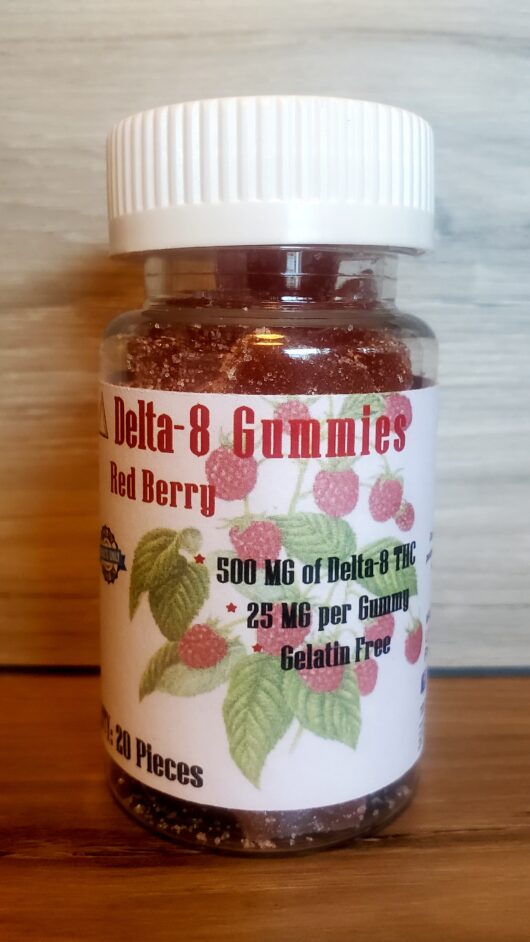 Delta-8 Gummies
Red Berry
500 MG of Delta-8 THC
25 MG per Gummy
Gelatin Free
20 Pieces